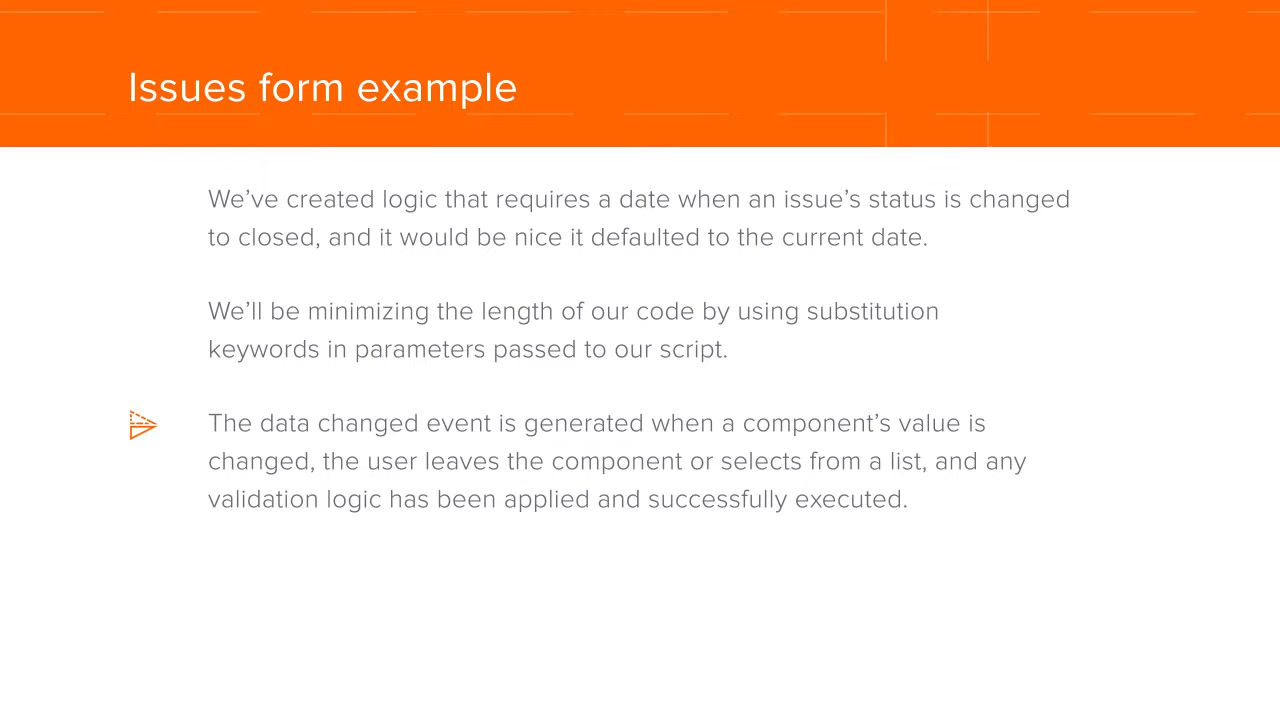 Issues form example
We’ve created logic that requires a date when an issue’s status is changed
to closed, and it would be nice it defaulted to the current date.
We’ll be minimizing the length of our code by using substitution
keywords in parameters passed to our script.
The data changed event is generated when a component’s value is
changed, the user leaves the component or selects from a list, and any
validation logic has been applied and successfully executed.